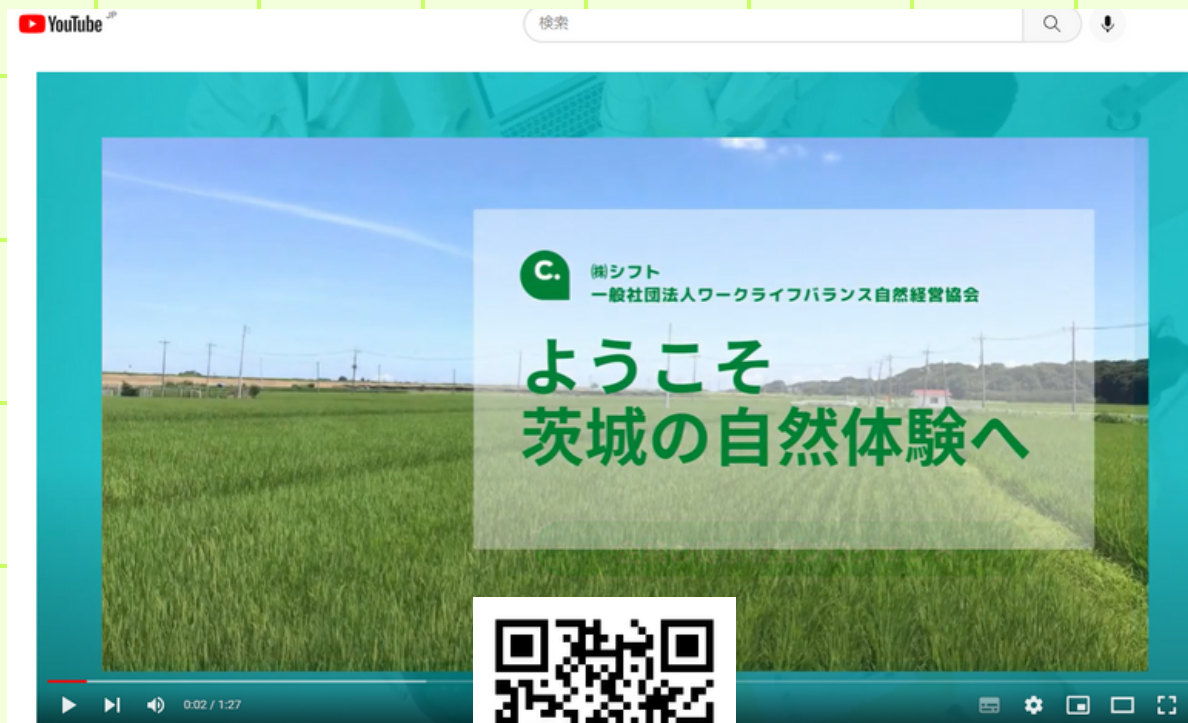 YouTube JP
検索
C.
㈱シフト
一般社団法人ワークライフバランス自然経営協会
ようこそ
茨城の自然体験へ
0:02 / 1:27